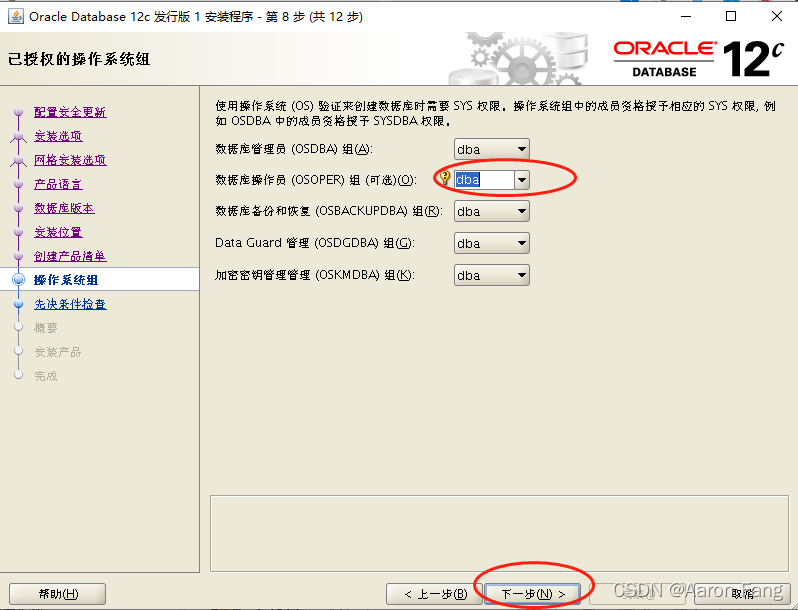 Oracle Database 12c 发行版 1 安装程序 - 第 8 步 (共 12 步)
已授权的操作系统组
ORACLE
DATABASE
12c
配置安全更新
安装选项
网格安装选项
产品语言
数据库版本
安装位置
创建产品清单
操作系统组
先决条件检查
概要
安装产品
完成
使用操作系统 (OS) 验证来创建数据库时需要 SYS 权限。操作系统组中的成员资格授予相应的 SYS 权限, 例
如 OSDBA 中的成员资格授予 SYSDBA 权限。
数据库管理员 (OSDBA) 组(A): dba
数据库操作员 (OSOPER) 组 (可选)(O): dba
数据库备份和恢复 (OSBACKUPDBA) 组(R): dba
Data Guard 管理 (OSDGDBA) 组(G): dba
加密密钥管理管理 (OSKMDBA) 组(K): dba
帮助(H) < 上一步(B) 下一步(N) > 取消
CSDN @Aaron Fang